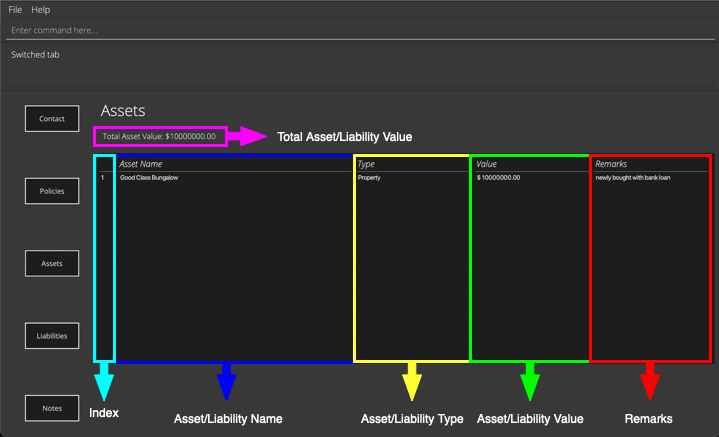 File Help
Enter command here...
Switched tab
Contact
Policies
Assets
Liabilities
Notes
Assets
Total Asset Value: $10000000.00
Total Asset/Liability Value
Asset Name Type Value Remarks
1 Good Class Bungalow Property $10000000.00 newly bought with bank loan
Index
Asset/Liability Name
Asset/Liability Type
Asset/Liability Value
Remarks